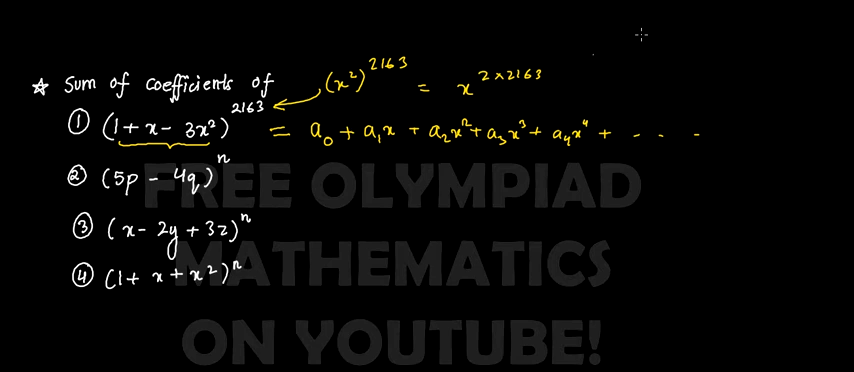 ☆ Sum of coefficients of (x²)^2163 = x^2×2163
① (1 + x - 3x²)^2163 = a₀ + a₁x + a₂x² + a₃x³ + a₄x⁴ + - - -
② (5p - 4q)^n
③ (x - 2y + 3z)^n
④ (1 + x + x²)^n
FREE OLYMPIAD
MATHEMATICS
ON YOUTUBE!